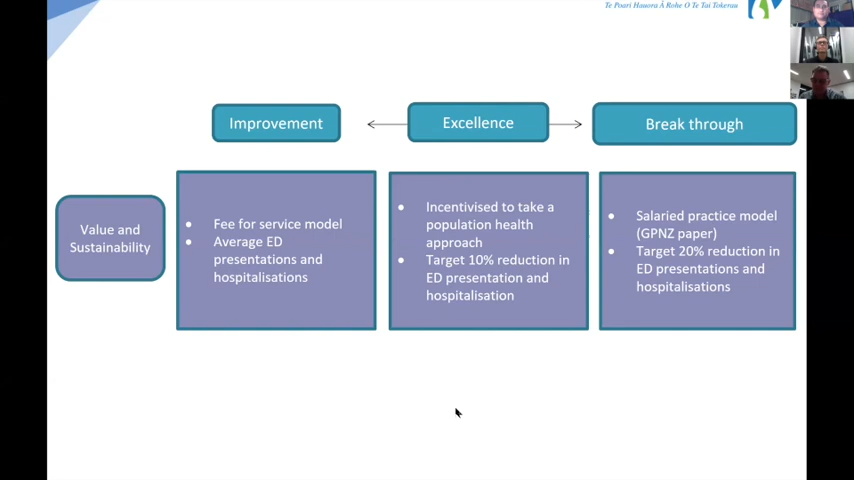 Te Poari Hauora Ā Rohe O Te Tai Tokerau
Improvement
Excellence
Break through
Value and
Sustainability
• Fee for service model
• Average ED
presentations and
hospitalisations
• Incentivised to take a
population health
approach
• Target 10% reduction in
ED presentation and
hospitalisation
• Salaried practice model
(GPNZ paper)
• Target 20% reduction in
ED presentations and
hospitalisations